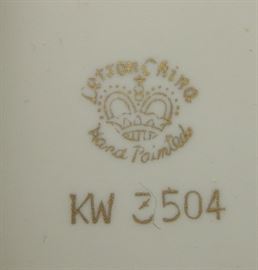 Lefton China
Hand Painted
KW 3504